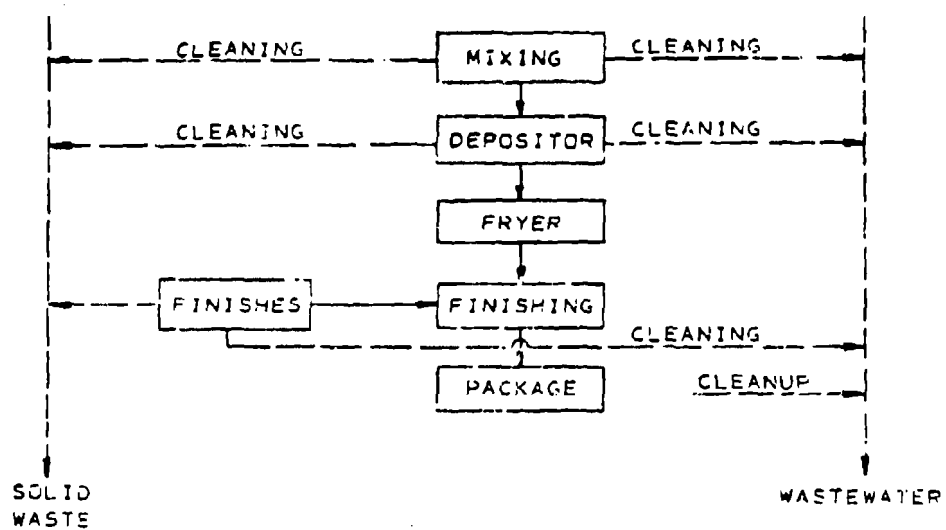 CLEANING
MIXING
CLEANING
CLEANING
DEPOSITOR
CLEANING
FRYER
FINISHES
FINISHING
CLEANING
PACKAGE
CLEANUP
SOLID
WASTE
WASTEWATER